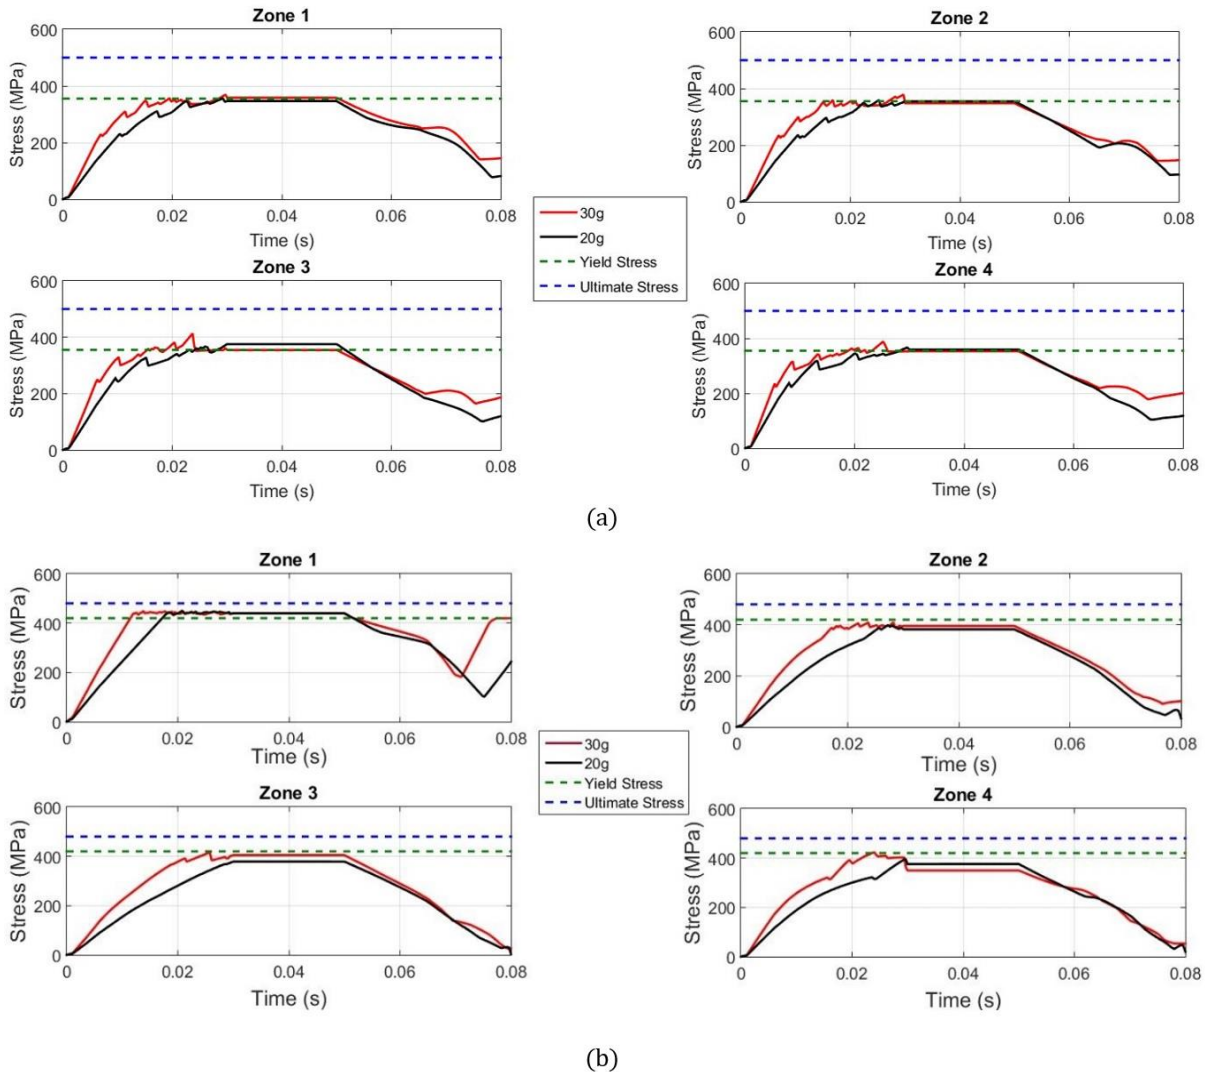 Zone 1
600
400
200
0
Stress (MPa)
0 0.02 0.04 0.06 0.08
Time (s)
Zone 2
600
400
200
0
Stress (MPa)
0 0.02 0.04 0.06 0.08
Time (s)
30g
20g
Yield Stress
Ultimate Stress
Zone 3
600
400
200
0
Stress (MPa)
0 0.02 0.04 0.06 0.08
Time (s)
Zone 4
600
400
200
0
Stress (MPa)
0 0.02 0.04 0.06 0.08
Time (s)
(a)
Zone 1
600
400
200
0
Stress (MPa)
0 0.02 0.04 0.06 0.08
Time (s)
Zone 2
600
400
200
0
Stress (MPa)
0 0.02 0.04 0.06 0.08
Time (s)
30g
20g
Yield Stress
Ultimate Stress
Zone 3
600
400
200
0
Stress (MPa)
0 0.02 0.04 0.06 0.08
Time (s)
Zone 4
600
400
200
0
Stress (MPa)
0 0.02 0.04 0.06 0.08
Time (s)
(b)